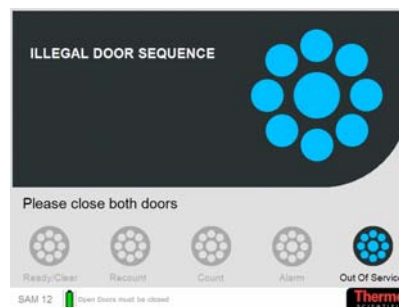 ILLEGAL DOOR SEQUENCE
Please close both doors
Ready/Clear Recount Count Alarm Out Of Service
SAM 12 Open Doors must be closed Thermo
SCIENTIFIC